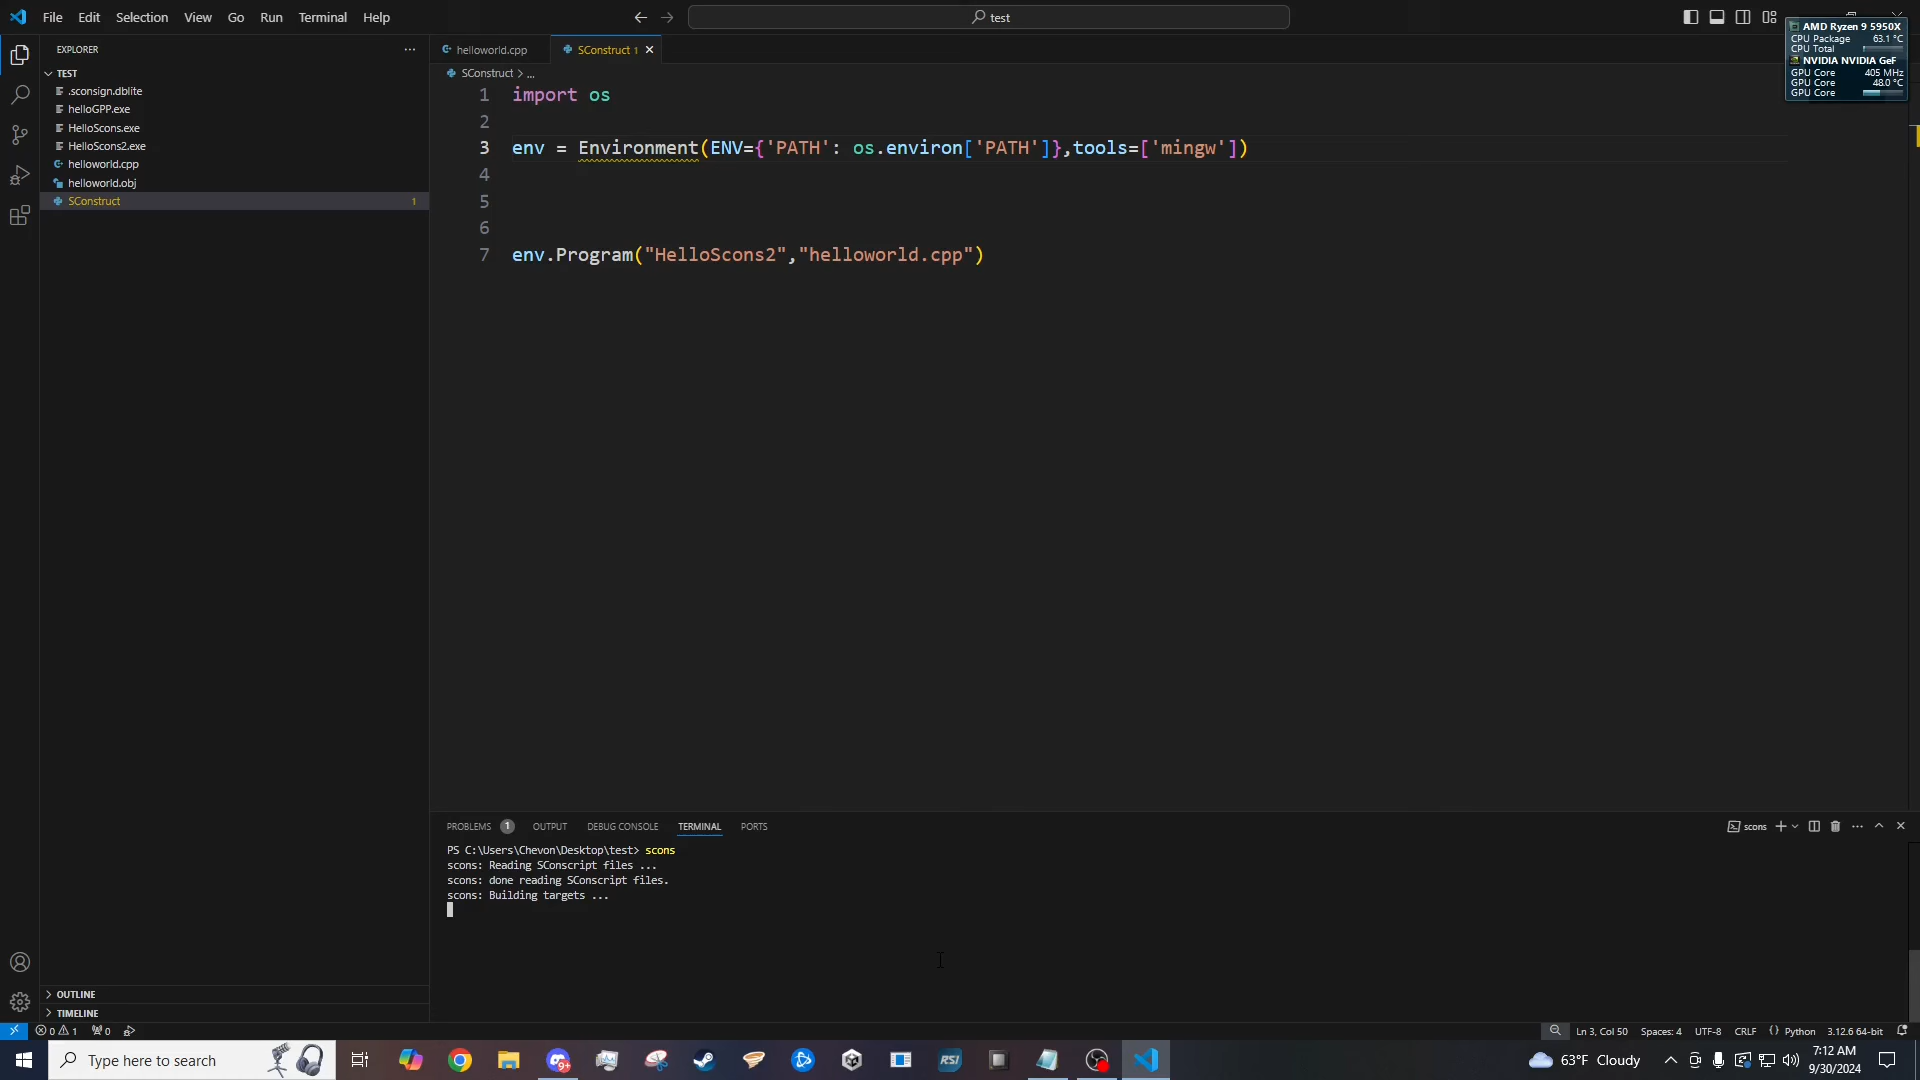 File Edit Selection View Go Run Terminal Help
test
AMD Ryzen 9 5950X
CPU Package 63.1 °C
CPU Total
NVIDIA NVIDIA GeF
GPU Core 405 MHz
GPU Core 48.0 °C
GPU Core
EXPLORER
TEST
.sconsign.dblite
helloGPP.exe
HelloScons.exe
HelloScons2.exe
helloworld.cpp
helloworld.obj
SConstruct 1
helloworld.cpp SConstruct 1
SConstruct > ...
1 import os
2
3 env = Environment(ENV={'PATH': os.environ['PATH']},tools=['mingw'])
4
5
6
7 env.Program("HelloScons2","helloworld.cpp")
PROBLEMS 1 OUTPUT DEBUG CONSOLE TERMINAL PORTS
scons
PS C:\Users\Chevon\Desktop\test> scons
scons: Reading SConscript files ...
scons: done reading SConscript files.
scons: Building targets ...
OUTLINE
TIMELINE
0 1 0
Ln 3, Col 50 Spaces: 4 UTF-8 CRLF {} Python 3.12.6 64-bit
Type here to search
9+
RSI
63°F Cloudy
7:12 AM
9/30/2024